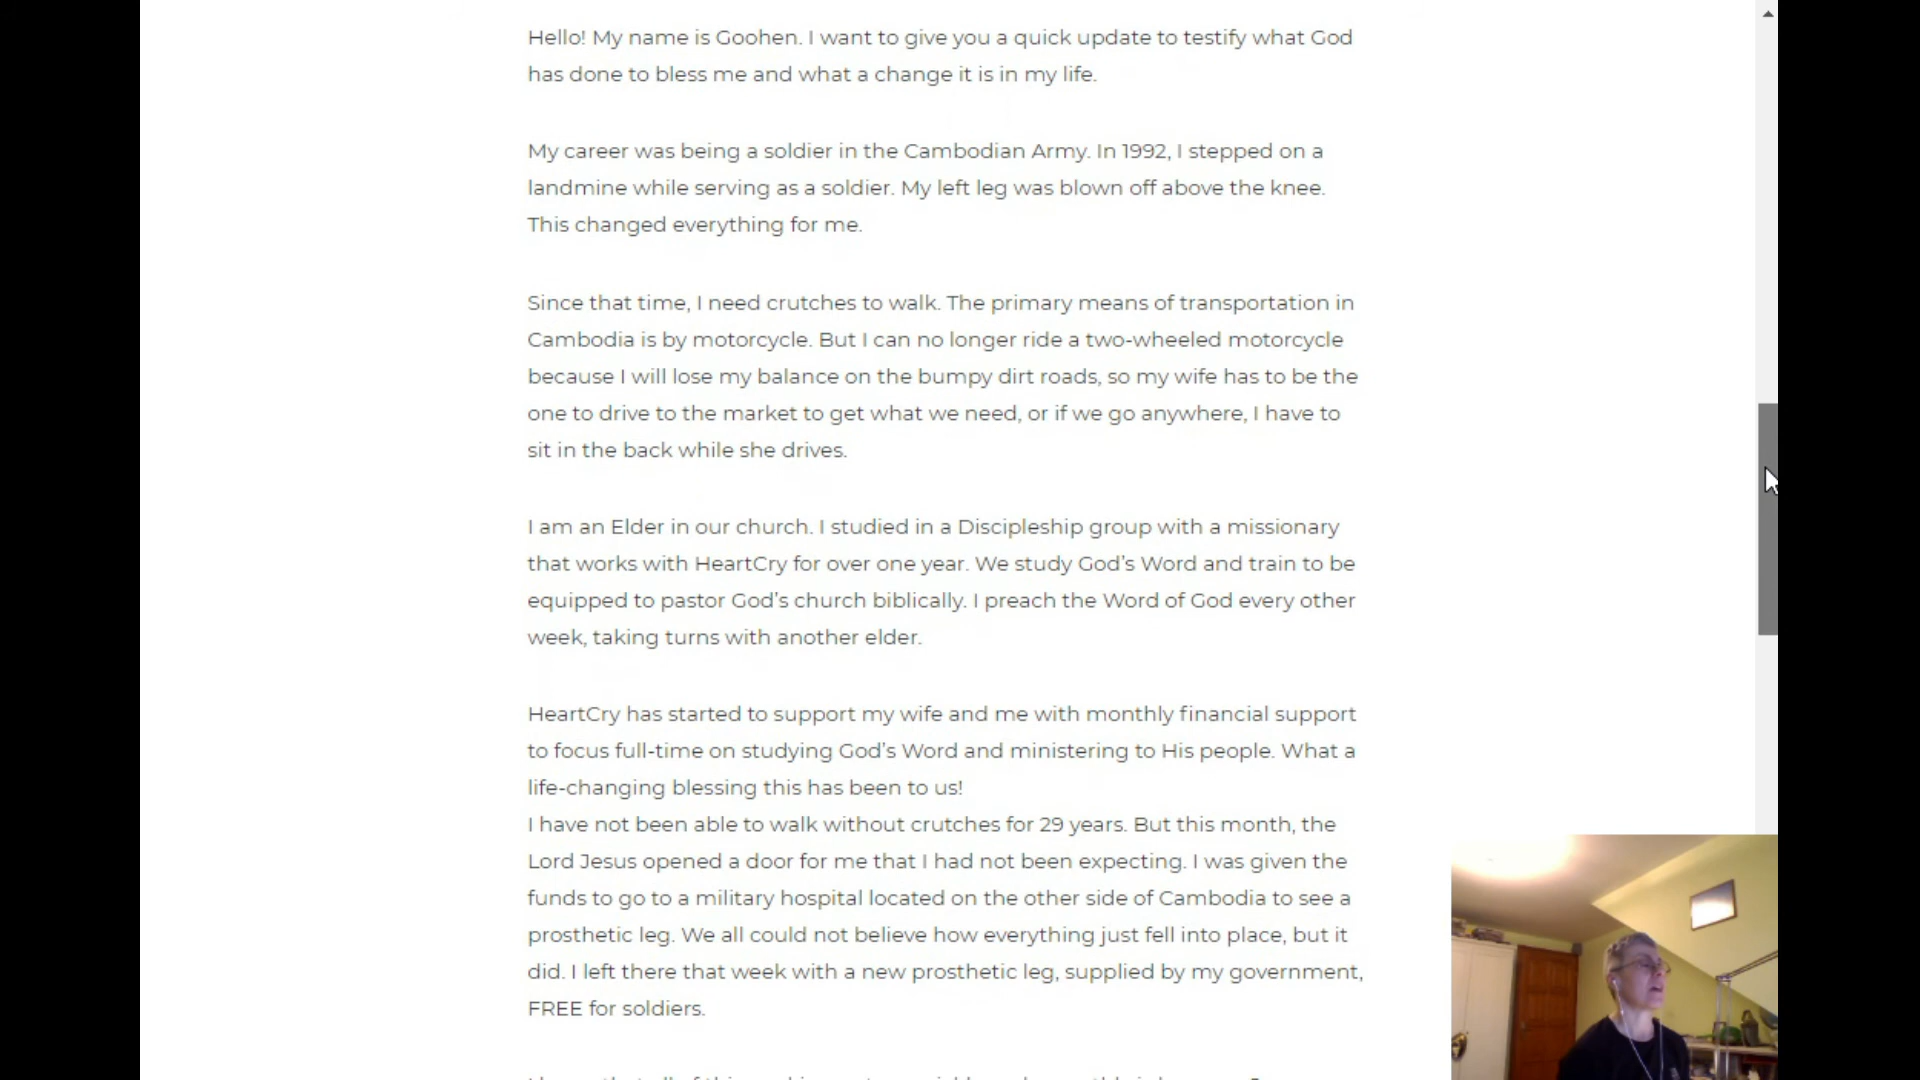 Hello! My name is Goohen. I want to give you a quick update to testify what God
has done to bless me and what a change it is in my life.
My career was being a soldier in the Cambodian Army. In 1992, I stepped on a
landmine while serving as a soldier. My left leg was blown off above the knee.
This changed everything for me.
Since that time, I need crutches to walk. The primary means of transportation in
Cambodia is by motorcycle. But I can no longer ride a two-wheeled motorcycle
because I will lose my balance on the bumpy dirt roads, so my wife has to be the
one to drive to the market to get what we need, or if we go anywhere, I have to
sit in the back while she drives.
I am an Elder in our church. I studied in a Discipleship group with a missionary
that works with HeartCry for over one year. We study God's Word and train to be
equipped to pastor God's church biblically. I preach the Word of God every other
week, taking turns with another elder.
HeartCry has started to support my wife and me with monthly financial support
to focus full-time on studying God's Word and ministering to His people. What a
life-changing blessing this has been to us!
I have not been able to walk without crutches for 29 years. But this month, the
Lord Jesus opened a door for me that I had not been expecting. I was given the
funds to go to a military hospital located on the other side of Cambodia to see a
prosthetic leg. We all could not believe how everything just fell into place, but it
did. I left there that week with a new prosthetic leg, supplied by my government,
FREE for soldiers.